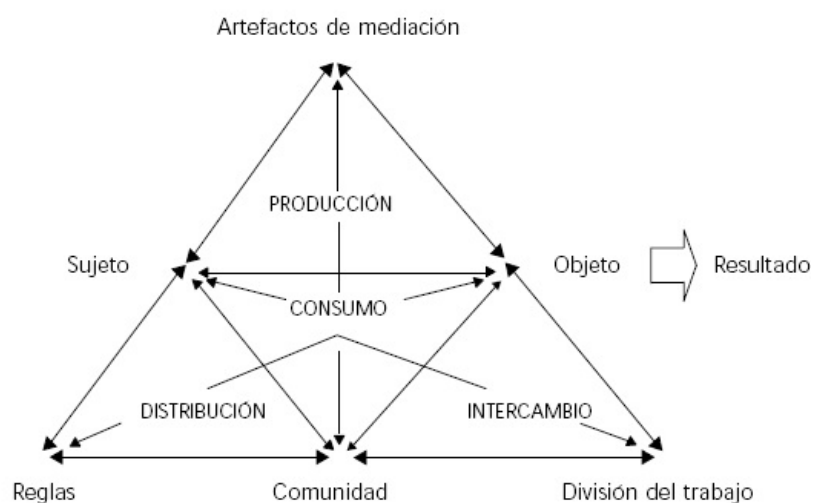 Artefactos de mediación
PRODUCCIÓN
Sujeto
Objeto
Resultado
CONSUMO
DISTRIBUCIÓN
INTERCAMBIO
Reglas
Comunidad
División del trabajo